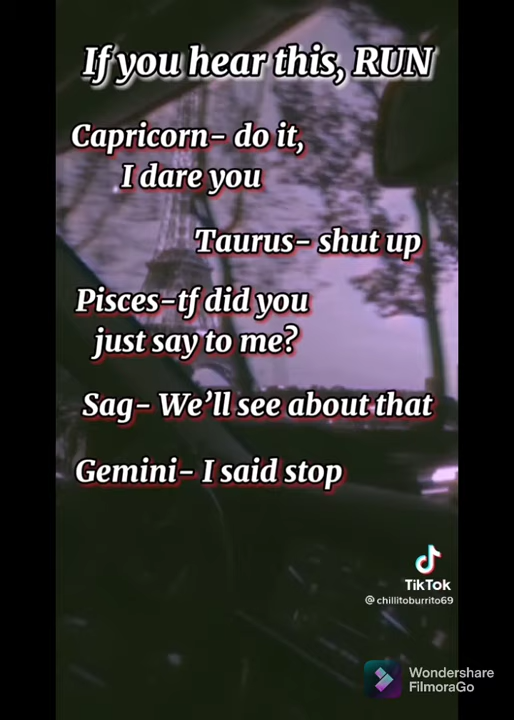 If you hear this, RUN
Capricorn- do it,
I dare you
Taurus- shut up
Pisces-tf did you
just say to me?
Sag- We'll see about that
Gemini- I said stop
TikTok
@chillitoburrito69
Wondershare
FilmoraGo